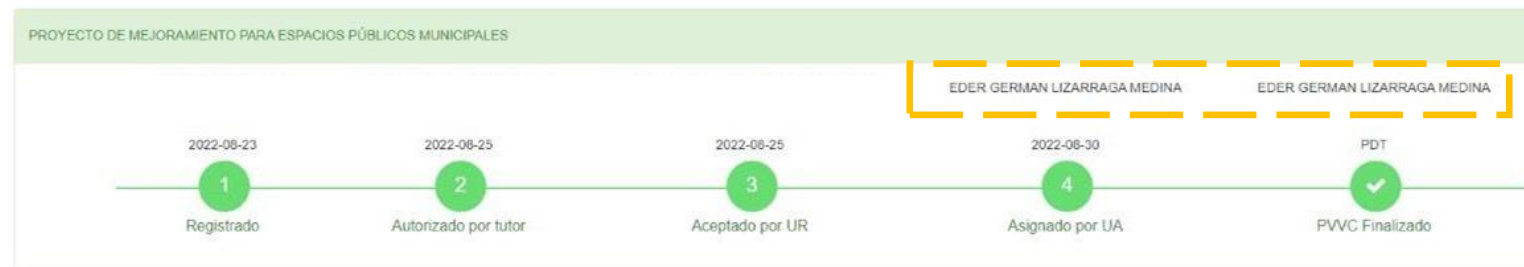 PROYECTO DE MEJORAMIENTO PARA ESPACIOS PÚBLICOS MUNICIPALES
EDER GERMAN LIZARRAGA MEDINA EDER GERMAN LIZARRAGA MEDINA
2022-08-23 2022-08-25 2022-08-25 2022-08-30 PDT
1 2 3 4
Registrado Autorizado por tutor Aceptado por UR Asignado por UA PVVC Finalizado